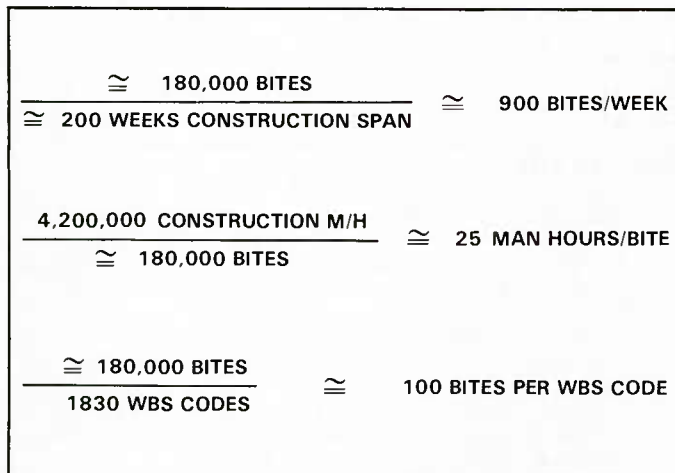 ≅ 180,000 BITES
≅ 200 WEEKS CONSTRUCTION SPAN ≅ 900 BITES/WEEK
4,200,000 CONSTRUCTION M/H
≅ 180,000 BITES ≅ 25 MAN HOURS/BITE
≅ 180,000 BITES
1830 WBS CODES ≅ 100 BITES PER WBS CODE